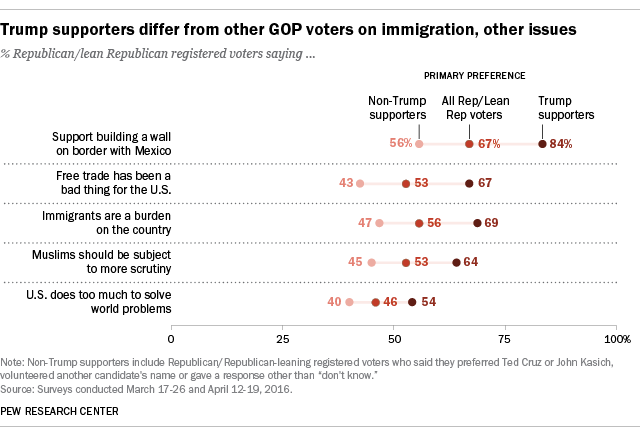 Trump supporters differ from other GOP voters on immigration, other issues
% Republican/lean Republican registered voters saying ...
PRIMARY PREFERENCE
Non-Trump supporters
All Rep/Lean Rep voters
Trump supporters
Support building a wall
on border with Mexico
56% 67% 84%
Free trade has been a
bad thing for the U.S.
43 53 67
Immigrants are a burden
on the country
47 56 69
Muslims should be subject
to more scrutiny
45 53 64
U.S. does too much to solve
world problems
40 46 54
0 25 50 75 100%
Note: Non-Trump supporters include Republican/Republican-leaning registered voters who said they preferred Ted Cruz or John Kasich,
volunteered another candidate's name or gave a response other than “don't know.”
Source: Surveys conducted March 17-26 and April 12-19, 2016.
PEW RESEARCH CENTER